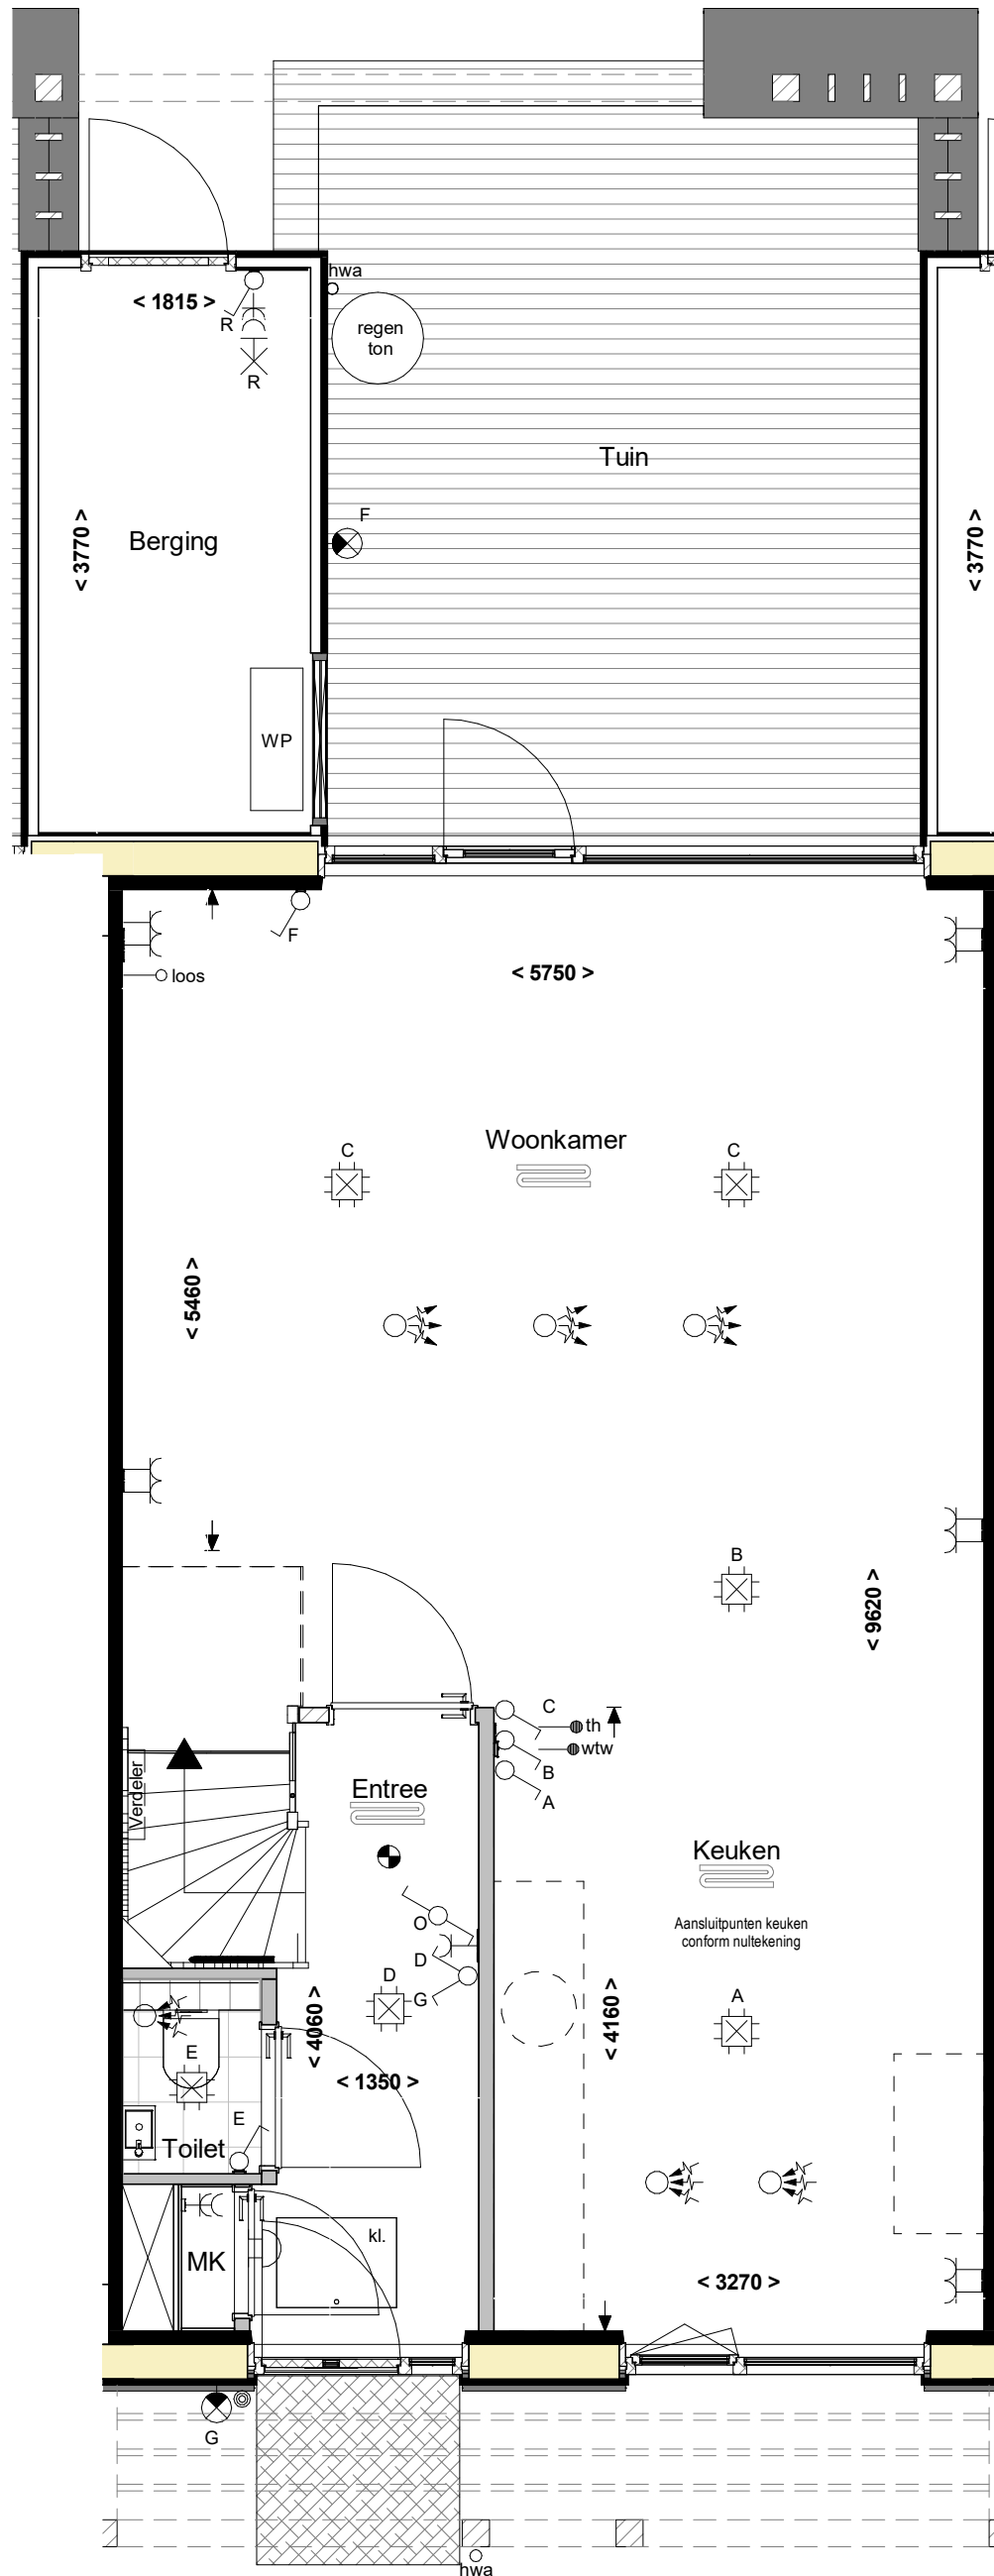 hwa
< 1815 >
R
regen
ton
R
Tuin
F
< 3770 >
Berging
< 3770 >
WP
F
loos
< 5750 >
Woonkamer
C
C
< 5460 >
B
< 9620 >
C
th
wtw
B
A
Verdeler
Entree
Keuken
Aansluitpunten keuken
conform nultekening
O
D
G
D
A
< 4060 >
< 4160 >
E
< 1350 >
E
Toilet
kl.
MK
< 3270 >
G
hwa